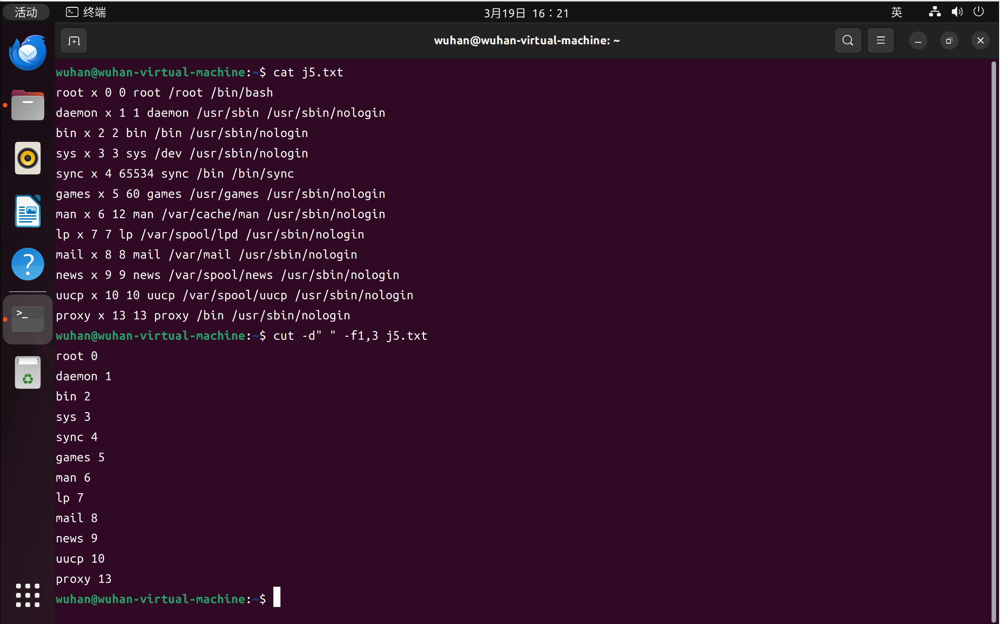 活动 终端 3月19日 16：21 英
wuhan@wuhan-virtual-machine: ~
wuhan@wuhan-virtual-machine:~$ cat j5.txt
root x 0 0 root /root /bin/bash
daemon x 1 1 daemon /usr/sbin /usr/sbin/nologin
bin x 2 2 bin /bin /usr/sbin/nologin
sys x 3 3 sys /dev /usr/sbin/nologin
sync x 4 65534 sync /bin /bin/sync
games x 5 60 games /usr/games /usr/sbin/nologin
man x 6 12 man /var/cache/man /usr/sbin/nologin
lp x 7 7 lp /var/spool/lpd /usr/sbin/nologin
mail x 8 8 mail /var/mail /usr/sbin/nologin
news x 9 9 news /var/spool/news /usr/sbin/nologin
uucp x 10 10 uucp /var/spool/uucp /usr/sbin/nologin
proxy x 13 13 proxy /bin /usr/sbin/nologin
wuhan@wuhan-virtual-machine:~$ cut -d" " -f1,3 j5.txt
root 0
daemon 1
bin 2
sys 3
sync 4
games 5
man 6
lp 7
mail 8
news 9
uucp 10
proxy 13
wuhan@wuhan-virtual-machine:~$